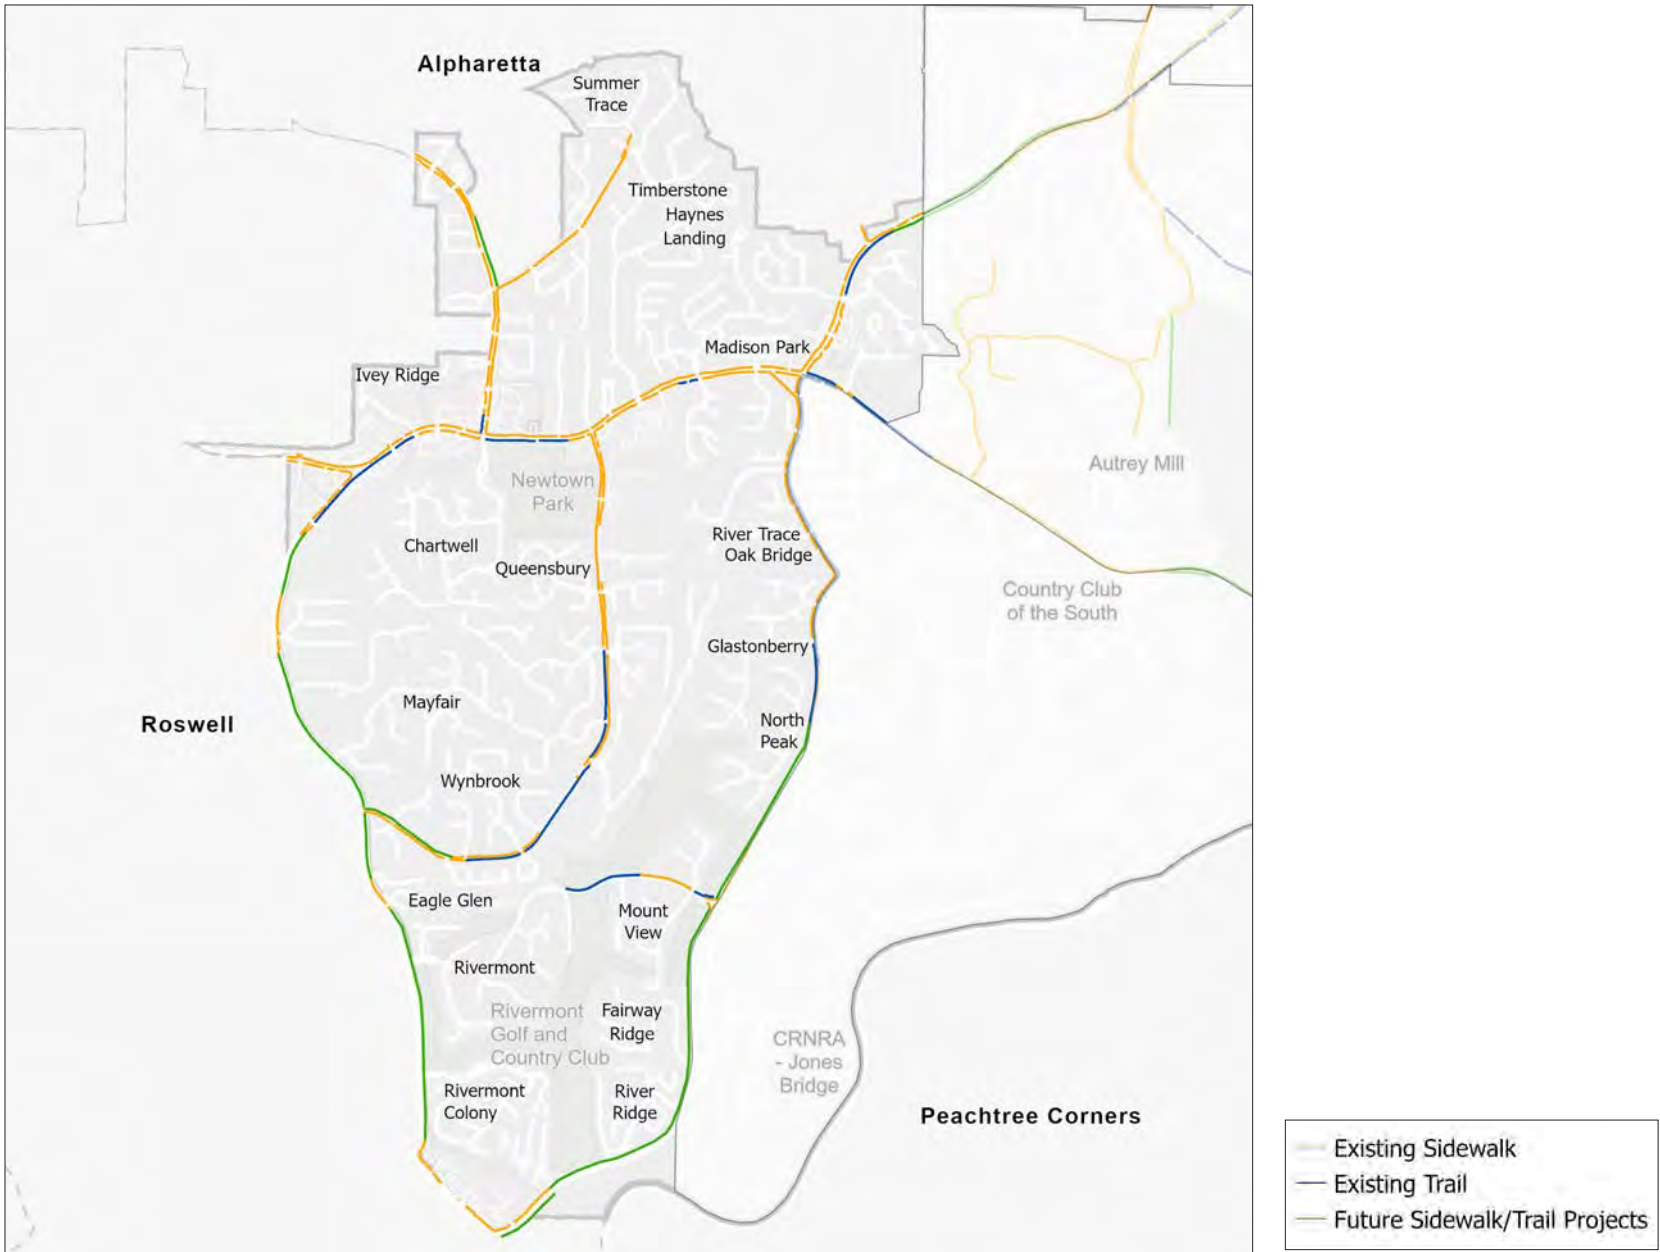 Alpharetta
Summer
Trace
Timberstone
Haynes
Landing
Madison Park
Ivey Ridge
Newtown
Park
Autrey Mill
Chartwell
River Trace
Oak Bridge
Queensbury
Country Club
of the South
Glastonberry
Mayfair
North
Peak
Roswell
Wynbrook
Eagle Glen
Mount
View
Rivermont
Rivermont
Golf and
Country Club
Fairway
Ridge
CRNRA
- Jones
Bridge
Rivermont
Colony
River
Ridge
Peachtree Corners
Existing Sidewalk
Existing Trail
Future Sidewalk/Trail Projects